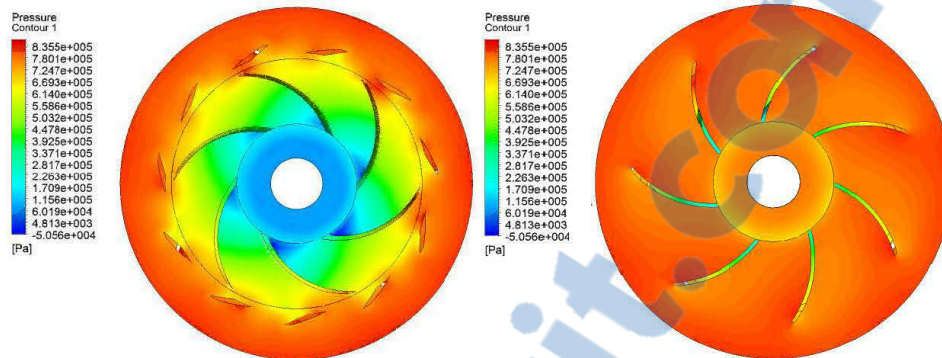 Pressure
Contour 1
8.355e+005
7.801e+005
7.247e+005
6.693e+005
6.140e+005
5.586e+005
5.032e+005
4.478e+005
3.925e+005
3.371e+005
2.817e+005
2.263e+005
1.709e+005
1.156e+005
6.019e+004
4.813e+003
-5.056e+004
[Pa]
Pressure
Contour 1
8.355e+005
7.801e+005
7.247e+005
6.693e+005
6.140e+005
5.586e+005
5.032e+005
4.478e+005
3.925e+005
3.371e+005
2.817e+005
2.263e+005
1.709e+005
1.156e+005
6.019e+004
4.813e+003
-5.056e+004
[Pa]